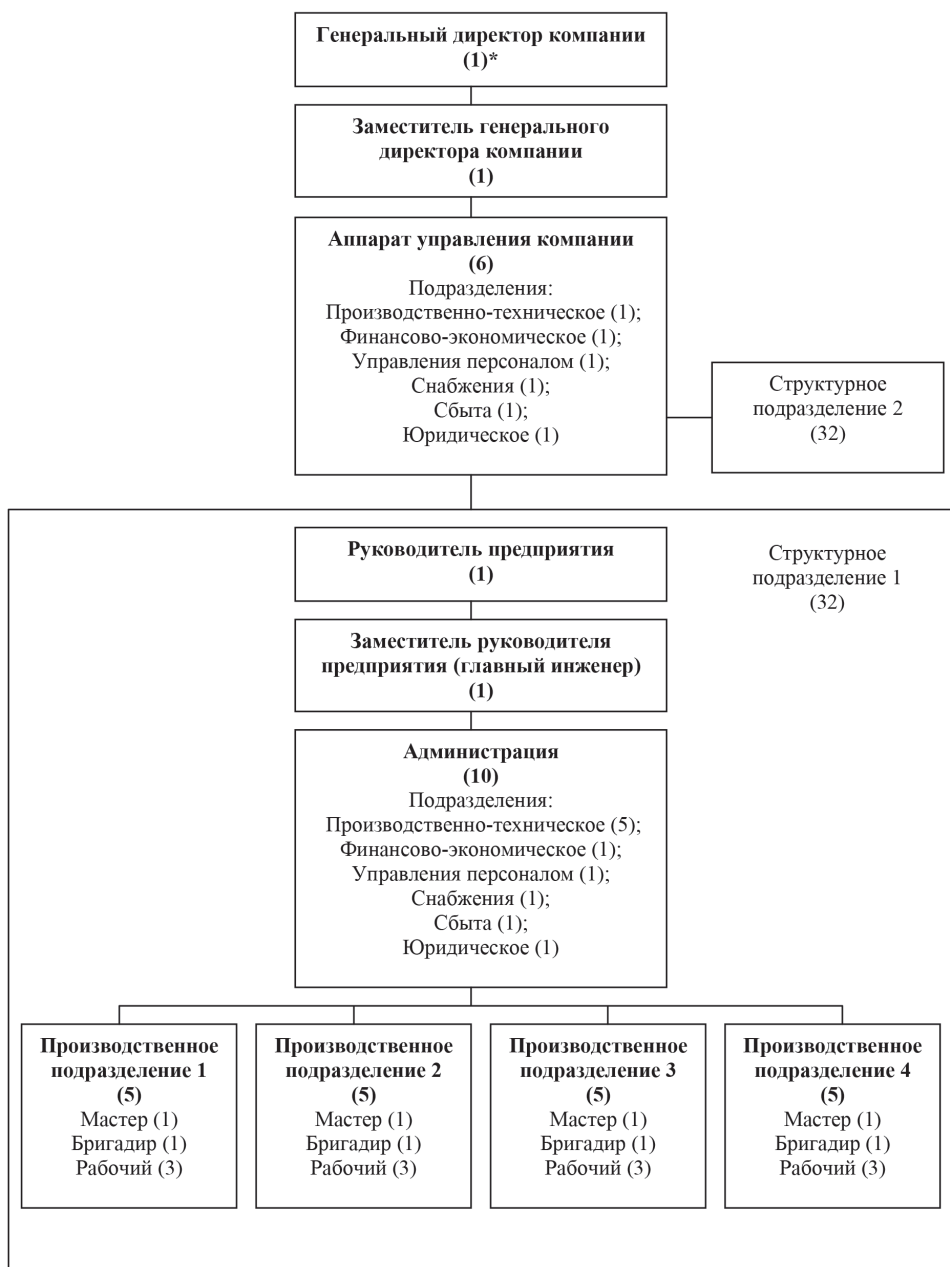 Генеральный директор компании
(1)*
Заместитель генерального
директора компании
(1)
Аппарат управления компании
(6)
Подразделения:
Производственно-техническое (1);
Финансово-экономическое (1);
Управления персоналом (1);
Снабжения (1);
Сбыта (1);
Юридическое (1)
Структурное
подразделение 2
(32)
Руководитель предприятия
(1)
Структурное
подразделение 1
(32)
Заместитель руководителя
предприятия (главный инженер)
(1)
Администрация
(10)
Подразделения:
Производственно-техническое (5);
Финансово-экономическое (1);
Управления персоналом (1);
Снабжения (1);
Сбыта (1);
Юридическое (1)
Производственное
подразделение 1
(5)
Мастер (1)
Бригадир (1)
Рабочий (3)
Производственное
подразделение 2
(5)
Мастер (1)
Бригадир (1)
Рабочий (3)
Производственное
подразделение 3
(5)
Мастер (1)
Бригадир (1)
Рабочий (3)
Производственное
подразделение 4
(5)
Мастер (1)
Бригадир (1)
Рабочий (3)